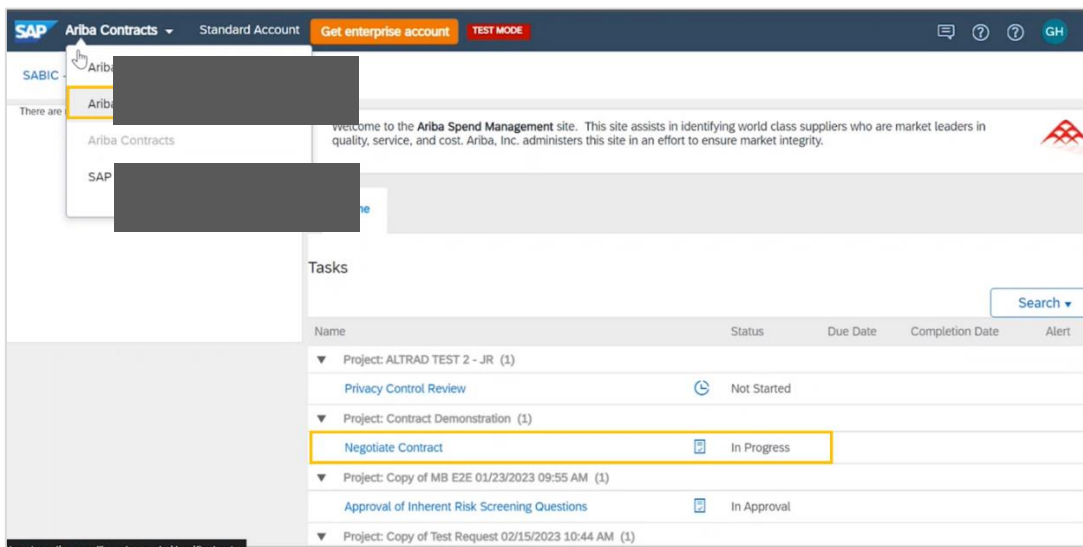 SAP Ariba Contracts Standard Account Get enterprise account TEST MODE GH
SABIC -
Ariba
There are
Ariba
Ariba Contracts
SAP
Welcome to the Ariba Spend Management site. This site assists in identifying world class suppliers who are market leaders in
quality, service, and cost. Ariba, Inc. administers this site in an effort to ensure market integrity.
Tasks
Search
Name Status Due Date Completion Date Alert
Project: ALTRAD TEST 2 - JR (1)
Privacy Control Review Not Started
Project: Contract Demonstration (1)
Negotiate Contract In Progress
Project: Copy of MB E2E 01/23/2023 09:55 AM (1)
Approval of Inherent Risk Screening Questions In Approval
Project: Copy of Test Request 02/15/2023 10:44 AM (1)